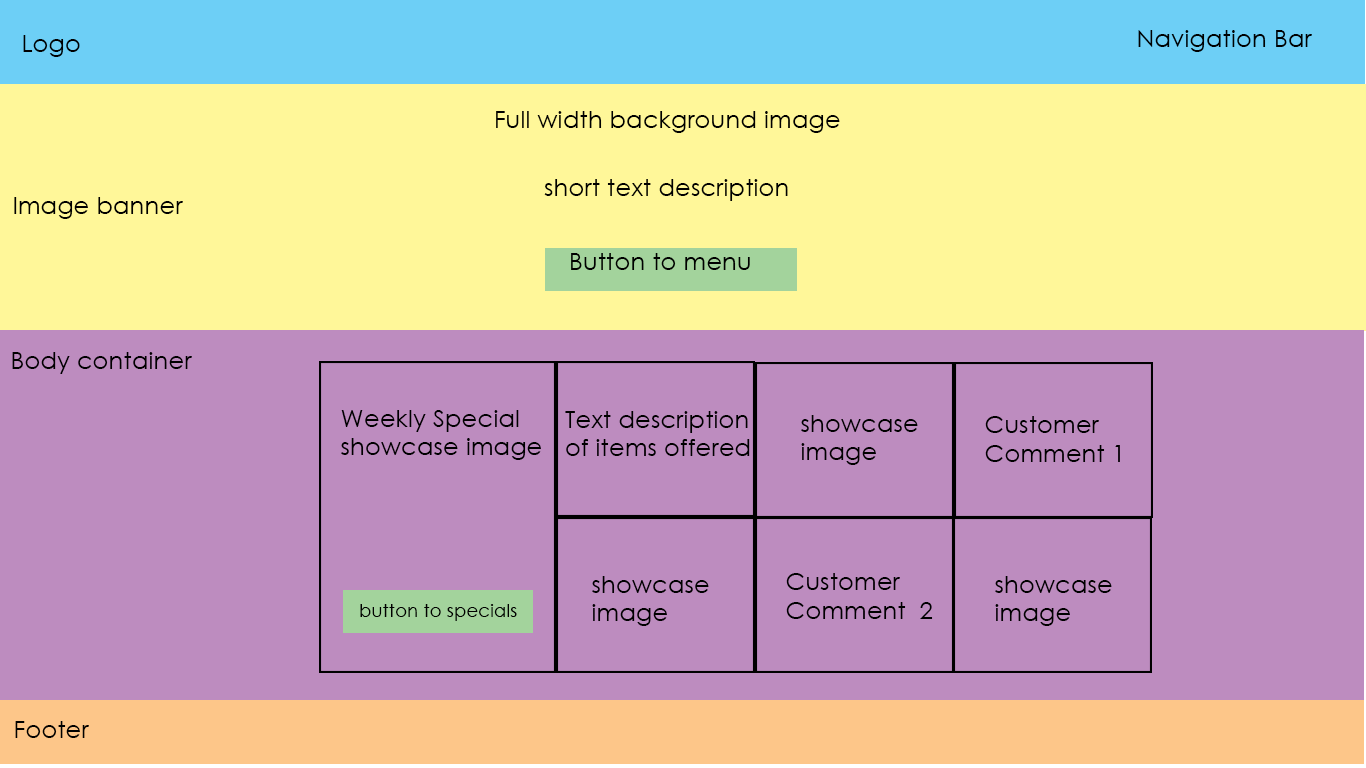 Logo
Navigation Bar
Full width background image
short text description
Image banner
Button to menu
Body container
Weekly Special
showcase image
button to specials
Text description
of items offered
showcase
image
Customer
Comment 1
showcase
image
Customer
Comment  2
showcase
image
Footer